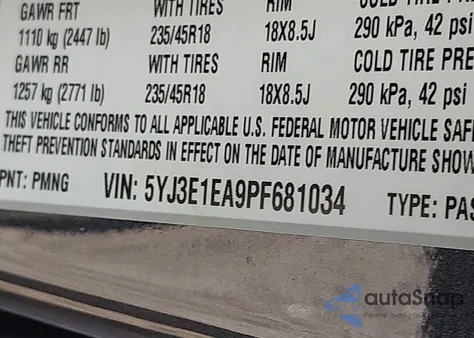 GAWR FRT WITH TIRES RIM COLD TIRE PRE
1110 kg (2447 lb) 235/45R18 18X8.5J 290 kPa, 42 psi
GAWR RR WITH TIRES RIM COLD TIRE PRE
1257 kg (2771 lb) 235/45R18 18X8.5J 290 kPa, 42 psi
THIS VEHICLE CONFORMS TO ALL APPLICABLE U.S. FEDERAL MOTOR VEHICLE SAF
THEFT PREVENTION STANDARDS IN EFFECT ON THE DATE OF MANUFACTURE SHOW
PNT: PMNG VIN: 5YJ3E1EA9PF681034 TYPE: PAS
autoSnap